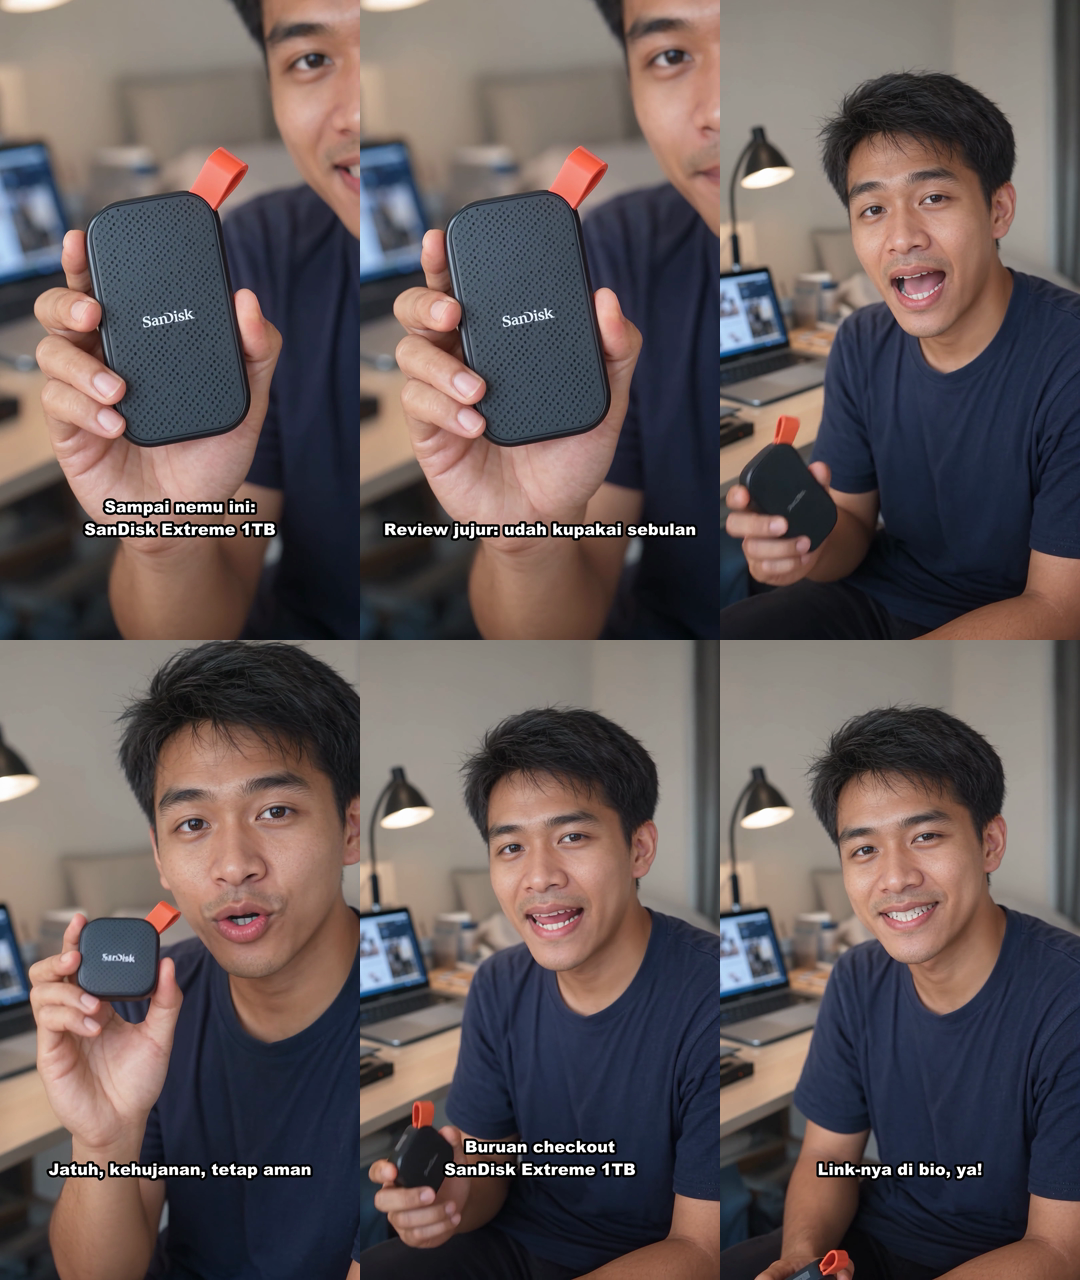 SanDisk
Sampai nemu ini:
SanDisk Extreme 1TB
SanDisk
Review jujur: udah kupakai sebulan
SanDisk
Jatuh, kehujanan, tetap aman
Buruan checkout
SanDisk Extreme 1TB
Link-nya di bio, ya!